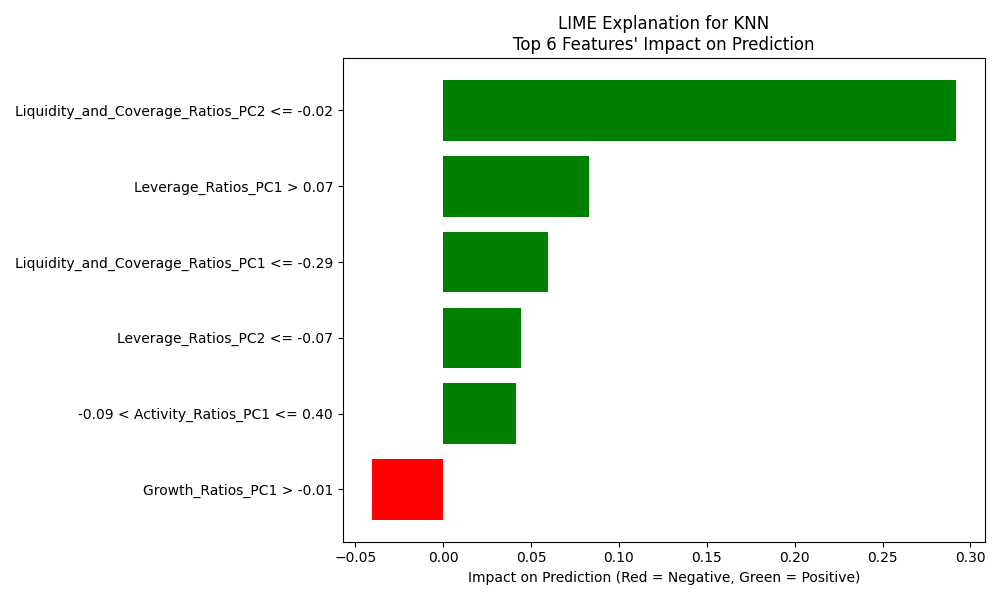 LIME Explanation for KNN
Top 6 Features' Impact on Prediction
Liquidity_and_Coverage_Ratios_PC2 <= -0.02
Leverage_Ratios_PC1 > 0.07
Liquidity_and_Coverage_Ratios_PC1 <= -0.29
Leverage_Ratios_PC2 <= -0.07
-0.09 < Activity_Ratios_PC1 <= 0.40
Growth_Ratios_PC1 > -0.01
−0.05 0.00 0.05 0.10 0.15 0.20 0.25 0.30
Impact on Prediction (Red = Negative, Green = Positive)